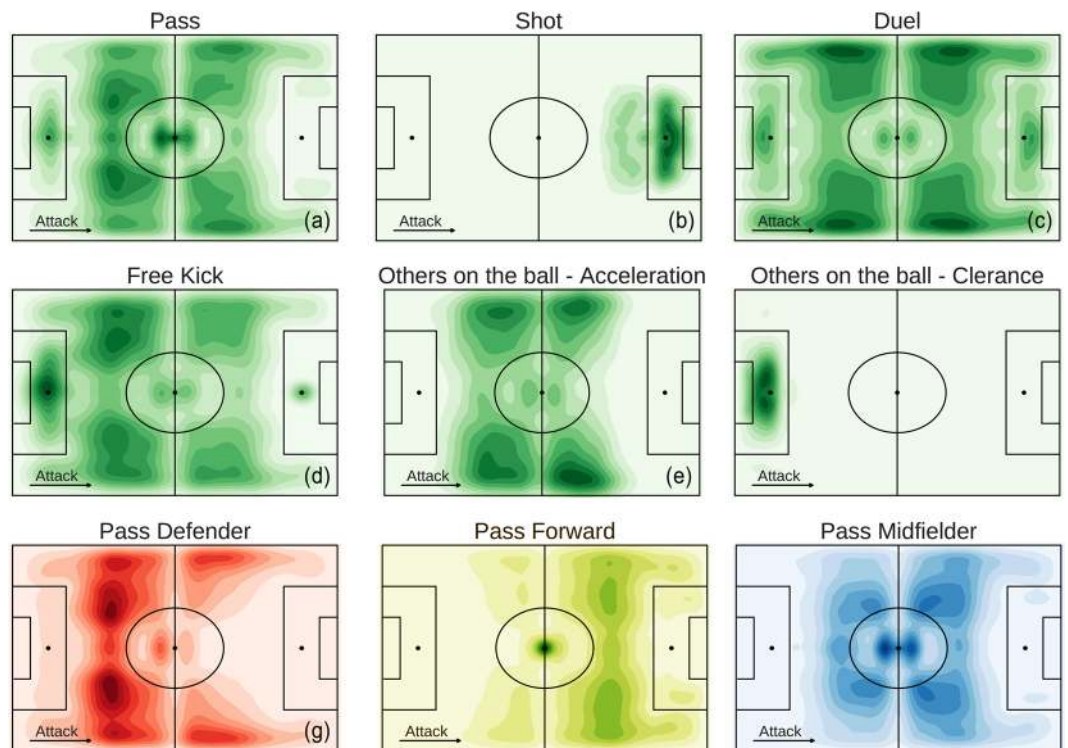 Pass
Shot
Duel
Attack
(a)
Attack
(b)
Attack
(c)
Free Kick
Others on the ball - Acceleration
Others on the ball - Clerance
Attack
(d)
Attack
(e)
Attack
Pass Defender
Pass Forward
Pass Midfielder
Attack
(g)
Attack
Attack